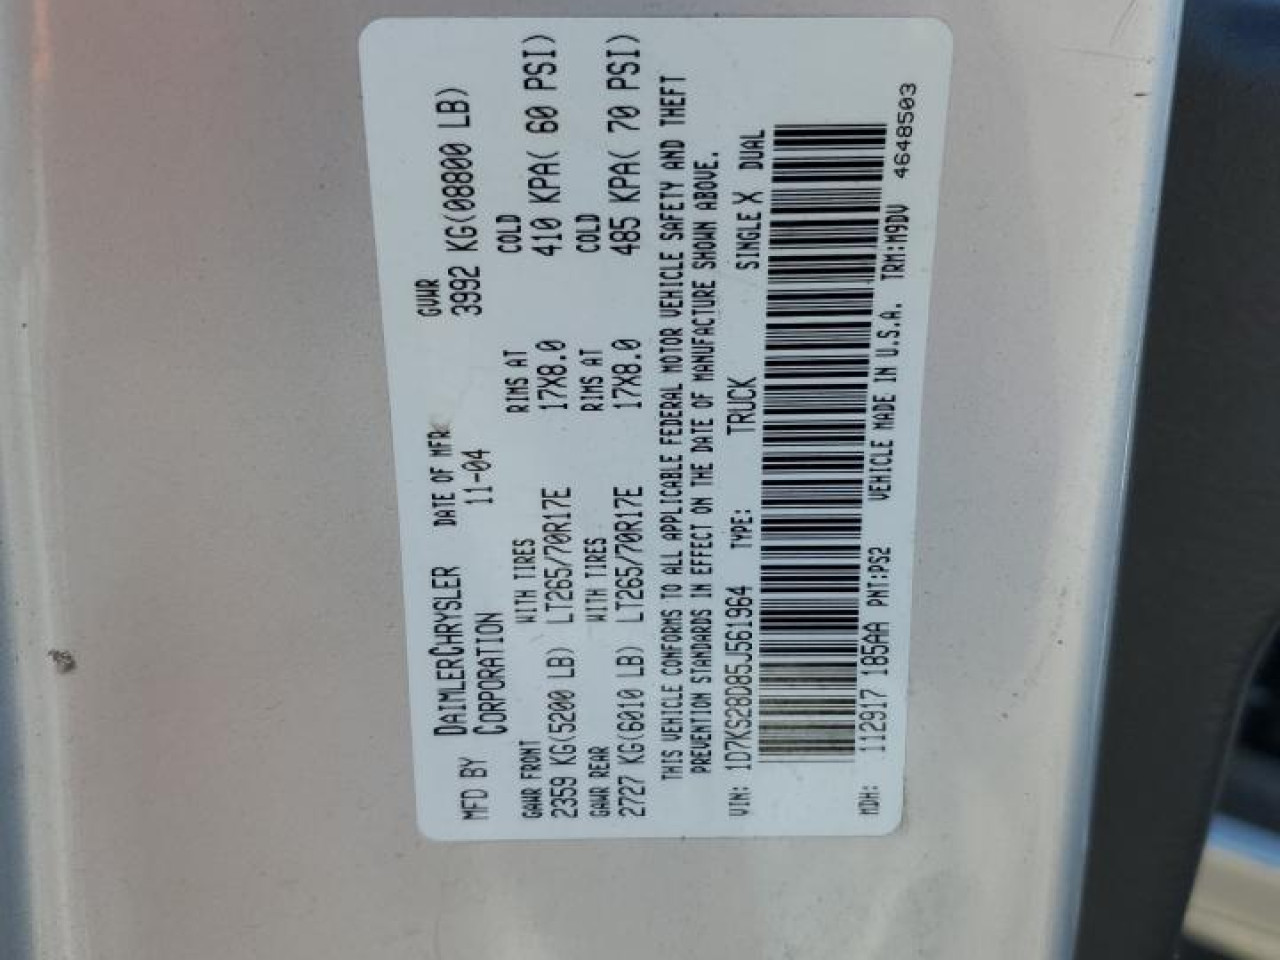 MFD BY DAIMLERCHRYSLER CORPORATION DATE OF MFR 11-04 GVWR 3992 KG(08800 LB)
GAWR FRONT WITH TIRES RIMS AT COLD
2359 KG(5200 LB) LT265/70R17E 17X8.0 410 KPA( 60 PSI)
GAWR REAR WITH TIRES RIMS AT COLD
2727 KG(6010 LB) LT265/70R17E 17X8.0 485 KPA( 70 PSI)
THIS VEHICLE CONFORMS TO ALL APPLICABLE FEDERAL MOTOR VEHICLE SAFETY AND THEFT
PREVENTION STANDARDS IN EFFECT ON THE DATE OF MANUFACTURE SHOWN ABOVE.
VIN: 1D7KS28D85J561964 TYPE: TRUCK SINGLE X DUAL
MDH: 112917 185AA PNT:PS2 VEHICLE MADE IN U.S.A. TRM:M9DV 4648503